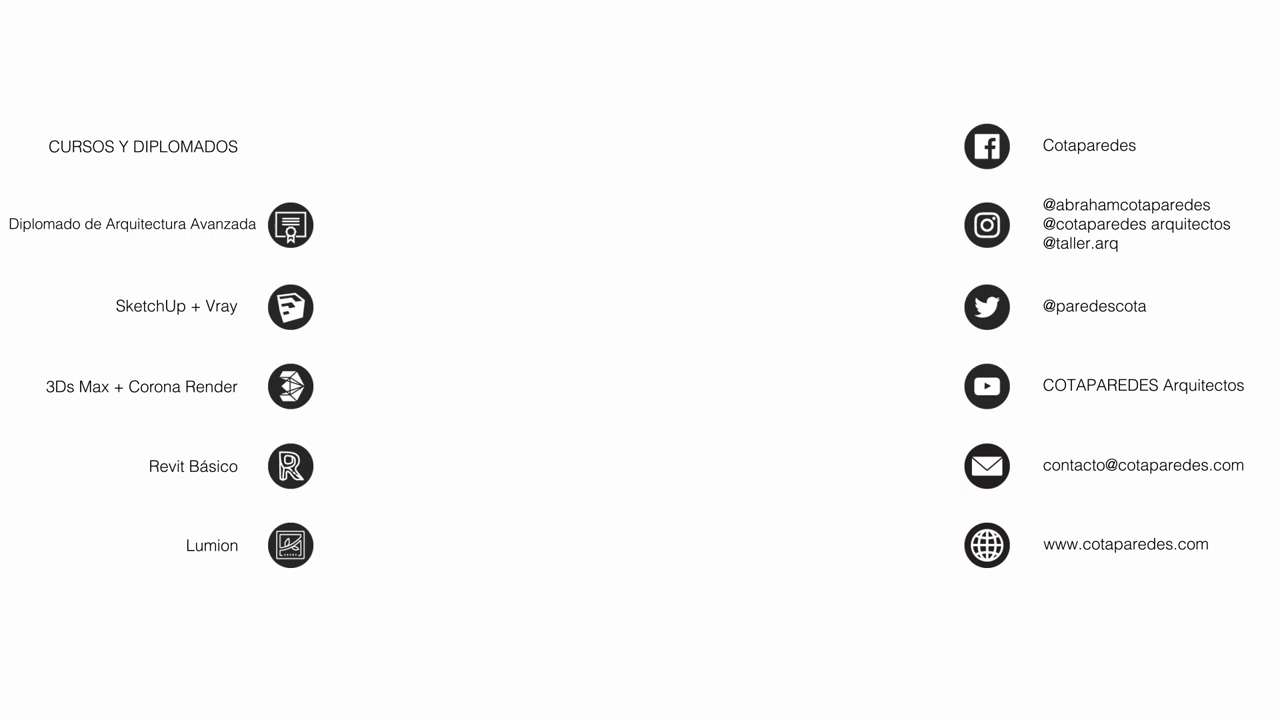 CURSOS Y DIPLOMADOS
Diplomado de Arquitectura Avanzada
SketchUp + Vray
3Ds Max + Corona Render
Revit Básico
Lumion
Cotaparedes
@abrahamcotaparedes
@cotaparedes arquitectos
@taller.arq
@paredescota
COTAPAREDES Arquitectos
contacto@cotaparedes.com
www.cotaparedes.com